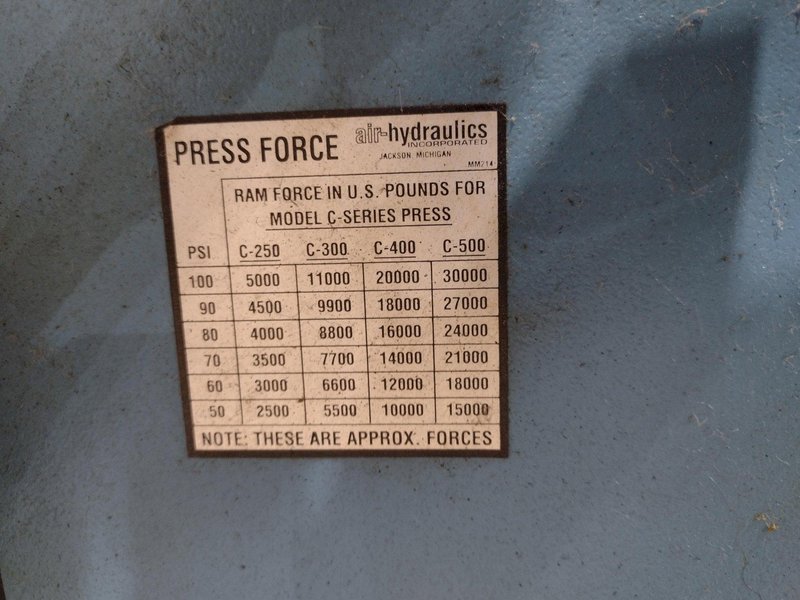 PRESS FORCE air-hydraulics
INCORPORATED
JACKSON, MICHIGAN
MM214
RAM FORCE IN U.S. POUNDS FOR
MODEL C-SERIES PRESS
PSI C-250 C-300 C-400 C-500
100 5000 11000 20000 30000
90 4500 9900 18000 27000
80 4000 8800 16000 24000
70 3500 7700 14000 21000
60 3000 6600 12000 18000
50 2500 5500 10000 15000
NOTE: THESE ARE APPROX. FORCES